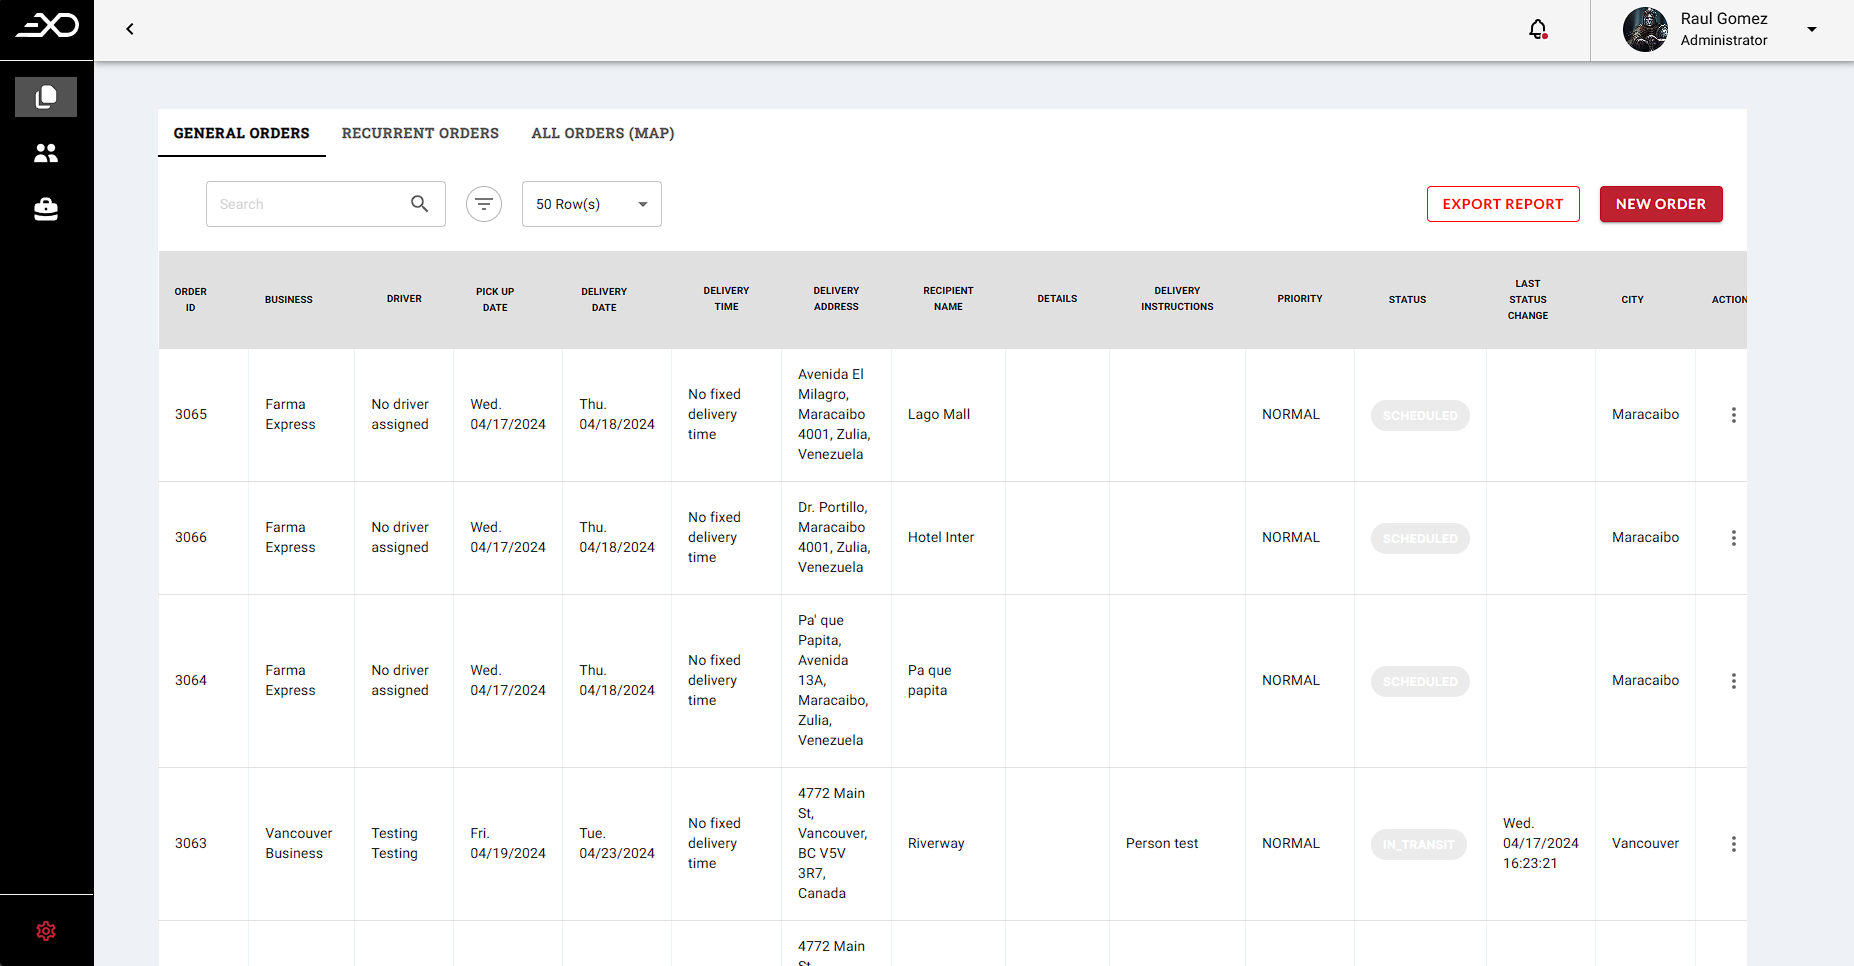 EXO
Raul Gomez
Administrator
GENERAL ORDERS
RECURRENT ORDERS
ALL ORDERS (MAP)
Search
50 Row(s)
EXPORT REPORT
NEW ORDER
ORDER
ID
BUSINESS
DRIVER
PICK UP
DATE
DELIVERY
DATE
DELIVERY
TIME
DELIVERY
ADDRESS
RECIPIENT
NAME
DETAILS
DELIVERY
INSTRUCTIONS
PRIORITY
STATUS
LAST
STATUS
CHANGE
CITY
ACTION
3065
Farma
Express
No driver
assigned
Wed.
04/17/2024
Thu.
04/18/2024
No fixed
delivery
time
Avenida El
Milagro,
Maracaibo
4001, Zulia,
Venezuela
Lago Mall
NORMAL
SCHEDULED
Maracaibo
3066
Farma
Express
No driver
assigned
Wed.
04/17/2024
Thu.
04/18/2024
No fixed
delivery
time
Dr. Portillo,
Maracaibo
4001, Zulia,
Venezuela
Hotel Inter
NORMAL
SCHEDULED
Maracaibo
3064
Farma
Express
No driver
assigned
Wed.
04/17/2024
Thu.
04/18/2024
No fixed
delivery
time
Pa' que
Papita,
Avenida
13A,
Maracaibo,
Zulia,
Venezuela
Pa que
papita
NORMAL
SCHEDULED
Maracaibo
3063
Vancouver
Business
Testing
Testing
Fri.
04/19/2024
Tue.
04/23/2024
No fixed
delivery
time
4772 Main
St,
Vancouver,
BC V5V
3R7,
Canada
Riverway
Person test
NORMAL
IN_TRANSIT
Wed.
04/17/2024
16:23:21
Vancouver
4772 Main
St,